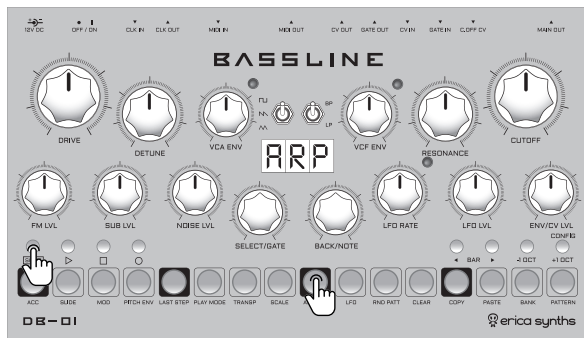 12V DC OFF / ON CLK IN CLK OUT MIDI IN MIDI OUT CV OUT GATE OUT CV IN GATE IN C.OFF CV MAIN OUT
BASSLINE
BP
LP
DRIVE DETUNE VCA ENV VCF ENV RESONANCE CUTOFF
ARP
FM LVL SUB LVL NOISE LVL SELECT/GATE BACK/NOTE LFO RATE LFO LVL ENV/CV LVL
CONFIG
BAR -1 OCT +1 OCT
ACC SLIDE MOD PITCH ENV LAST STEP PLAY MODE TRANSP SCALE LFO RND PATT CLEAR COPY PASTE BANK PATTERN
DB-01 erica synths